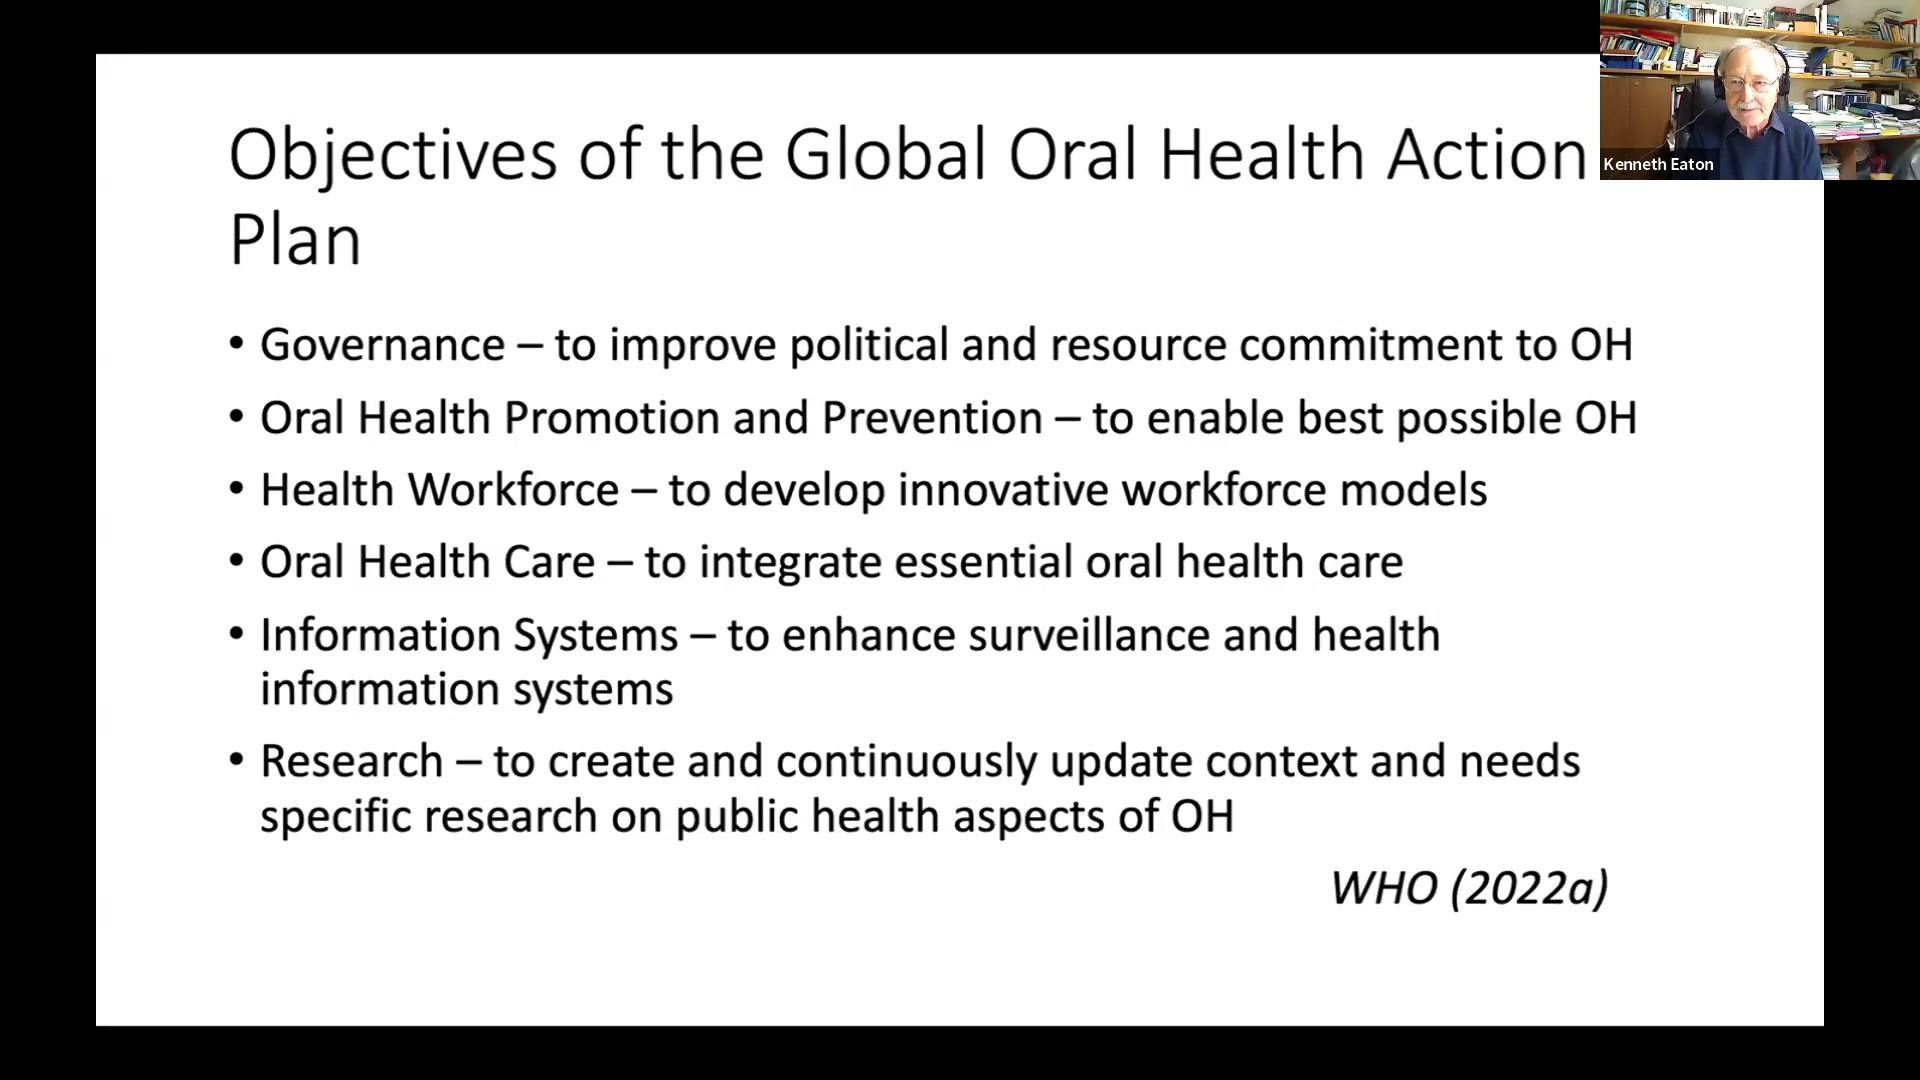 Objectives of the Global Oral Health Action
Plan
Kenneth Eaton
• Governance – to improve political and resource commitment to OH
• Oral Health Promotion and Prevention – to enable best possible OH
• Health Workforce – to develop innovative workforce models
• Oral Health Care – to integrate essential oral health care
• Information Systems – to enhance surveillance and health
information systems
• Research – to create and continuously update context and needs
specific research on public health aspects of OH
WHO (2022a)